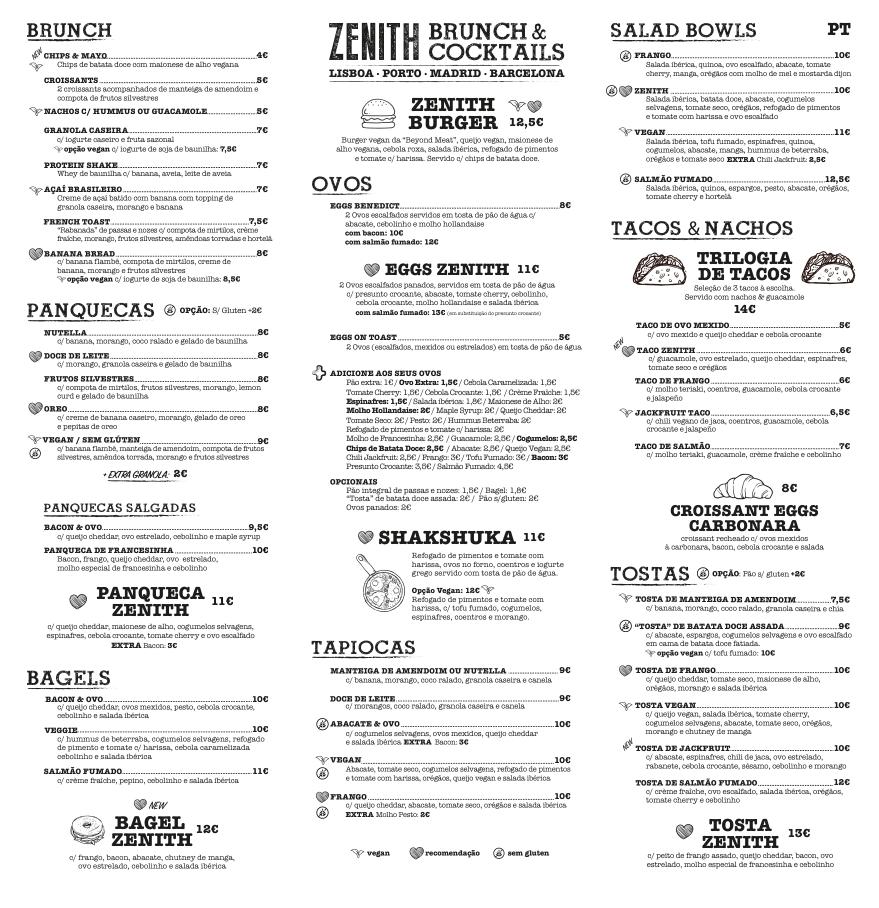 BRUNCH
NEW
CHIPS & MAYO 4€
Chips de batata doce com maionese de alho vegana
CROISSANTS 5€
2 croissants acompanhados de manteiga de amendoim e
compota de frutos silvestres
NACHOS C/ HUMMUS OU GUACAMOLE 5€
GRANOLA CASEIRA 7€
c/ iogurte caseiro e fruta sazonal
opção vegan c/ iogurte de soja de baunilha: 7,5€
PROTEIN SHAKE 7€
Whey de baunilha c/ banana, aveia, leite de aveia
AÇAÍ BRASILEIRO 7€
Creme de açaí batido com banana com topping de
granola caseira, morango e banana
FRENCH TOAST 7,5€
"Rabanada" de passas e nozes c/ compota de mirtilos, crème
fraîche, morango, frutos silvestres, amêndoas torradas e hortelã
BANANA BREAD 8€
c/ banana flambé, compota de mirtilos, creme de
banana, morango e frutos silvestres
opção vegan c/ iogurte de soja de baunilha: 8,5€
PANQUECAS OPÇÃO: S/ Gluten +2€
NUTELLA 8€
c/ banana, morango, coco ralado e gelado de baunilha
DOCE DE LEITE 8€
c/ morango, granola caseira e gelado de baunilha
FRUTOS SILVESTRES 8€
c/ compota de mirtilos, frutos silvestres, morango, lemon
curd e gelado de baunilha
OREO 8€
c/ creme de banana caseiro, morango, gelado de oreo
e pepitas de oreo
VEGAN / SEM GLÚTEN 9€
c/ banana flambé, manteiga de amendoim, compota de frutos
silvestres, amêndoa torrada, morango e frutos silvestres
+ EXTRA GRANOLA: 2€
PANQUECAS SALGADAS
BACON & OVO 9,5€
c/ queijo cheddar, ovo estrelado, cebolinho e maple syrup
PANQUECA DE FRANCESINHA 10€
Bacon, frango, queijo cheddar, ovo estrelado,
molho especial de francesinha e cebolinho
PANQUECA
ZENITH 11€
c/ queijo cheddar, maionese de alho, cogumelos selvagens,
espinafres, cebola crocante, tomate cherry e ovo escalfado
EXTRA Bacon: 3€
BAGELS
BACON & OVO 10€
c/ queijo cheddar, ovos mexidos, pesto, cebola crocante,
cebolinho e salada ibérica
VEGGIE 10€
c/ hummus de beterraba, cogumelos selvagens, refogado
de pimento e tomate c/ harissa, cebola caramelizada
cebolinho e salada ibérica
SALMÃO FUMADO 11€
c/ crème fraîche, pepino, cebolinho e salada ibérica
NEW
BAGEL
ZENITH 12€
c/ frango, bacon, abacate, chutney de manga,
ovo estrelado, cebolinho e salada ibérica
ZENITH BRUNCH &
COCKTAILS
LISBOA · PORTO · MADRID · BARCELONA
ZENITH
BURGER 12,5€
Burger vegan da "Beyond Meat", queijo vegan, maionese de
alho vegana, cebola roxa, salada ibérica, refogado de pimentos
e tomate c/ harissa. Servido c/ chips de batata doce.
OVOS
EGGS BENEDICT 8€
2 Ovos escalfados servidos em tosta de pão de água c/
abacate, cebolinho e molho hollandaise
com bacon: 10€
com salmão fumado: 12€
EGGS ZENITH 11€
2 Ovos escalfados panados, servidos em tosta de pão de água,
c/ presunto crocante, abacate, tomate cherry, cebolinho,
cebola crocante, molho hollandaise e salada ibérica
com salmão fumado: 13€ (em substituição do presunto crocante)
EGGS ON TOAST 5€
2 Ovos (escalfados, mexidos ou estrelados) em tosta de pão de água
ADICIONE AOS SEUS OVOS
Pão extra: 1€ / Ovo Extra: 1,5€ / Cebola Caramelizada: 1,5€
Tomate Cherry: 1,5€ / Cebola Crocante: 1,5€ / Crème Fraîche: 1,5€
Espinafres: 1,5€ / Salada ibérica: 1,8€ / Maionese de Alho: 2€
Molho Hollandaise: 2€ / Maple Syrup: 2€ / Queijo Cheddar: 2€
Tomate Seco: 2€ / Pesto: 2€ / Hummus Beterraba: 2€
Refogado de pimentos e tomate c/ harissa: 2€
Molho de Francesinha: 2,5€ / Guacamole: 2,5€ / Cogumelos: 2,5€
Chips de Batata Doce: 2,5€ / Abacate: 2,5€ / Queijo Vegan: 2,5€
Chili Jackfruit: 2,5€ / Frango: 3€ / Tofu Fumado: 3€ / Bacon: 3€
Presunto Crocante: 3,5€ / Salmão Fumado: 4,5€
OPCIONAIS
Pão integral de passas e nozes: 1,5€ / Bagel: 1,8€
"Tosta" de batata doce assada: 2€ / Pão s/gluten: 2€
Ovos panados: 2€
SHAKSHUKA 11€
Refogado de pimentos e tomate com
harissa, ovos no forno, coentros e iogurte
grego servido com tosta de pão de água.
Opção Vegan: 12€
Refogado de pimentos e tomate com
harissa, c/ tofu fumado, cogumelos,
espinafres, coentros e morango.
TAPIOCAS
MANTEIGA DE AMENDOIM OU NUTELLA 9€
c/ banana, morango, coco ralado, granola caseira e canela
DOCE DE LEITE 9€
c/ morangos, coco ralado, granola caseira e canela
ABACATE & OVO 10€
c/ cogumelos selvagens, ovos mexidos, queijo cheddar
e salada ibérica EXTRA Bacon: 3€
VEGAN 10€
Abacate, tomate seco, cogumelos selvagens, refogado de pimentos
e tomate com harissa, orégãos, queijo vegan e salada ibérica
FRANGO 10€
c/ queijo cheddar, abacate, tomate seco, orégãos e salada ibérica
EXTRA Molho Pesto: 2€
vegan recomendação sem gluten
SALAD BOWLS PT
FRANGO 10€
Salada ibérica, quinoa, ovo escalfado, abacate, tomate
cherry, manga, orégãos com molho de mel e mostarda dijon
ZENITH 10€
Salada ibérica, batata doce, abacate, cogumelos
selvagens, tomate seco, orégãos, refogado de pimentos
e tomate com harissa e ovo escalfado
VEGAN 11€
Salada ibérica, tofu fumado, espinafres, quinoa,
cogumelos, abacate, manga, hummus de beterraba,
orégãos e tomate seco EXTRA Chili Jackfruit: 2,5€
SALMÃO FUMADO 12,5€
Salada ibérica, quinoa, espargos, pesto, abacate, orégãos,
tomate cherry e hortelã
TACOS & NACHOS
TRILOGIA
DE TACOS
Seleção de 3 tacos à escolha.
Servido com nachos & guacamole
14€
TACO DE OVO MEXIDO 5€
c/ ovo mexido e queijo cheddar e cebola crocante
NEW
TACO ZENITH 6€
c/ guacamole, ovo estrelado, queijo cheddar, espinafres,
tomate seco e orégãos
TACO DE FRANGO 6€
c/ molho teriaki, coentros, guacamole, cebola crocante
e jalapeño
JACKFRUIT TACO 6,5€
c/ chili vegano de jaca, coentros, guacamole, cebola
crocante e jalapeño
TACO DE SALMÃO 7€
c/ molho teriaki, guacamole, crème fraiche e cebolinho
8€
CROISSANT EGGS
CARBONARA
croissant recheado c/ ovos mexidos
à carbonara, bacon, cebola crocante e salada
TOSTAS OPÇÃO: Pão s/ gluten +2€
TOSTA DE MANTEIGA DE AMENDOIM 7,5€
c/ banana, morango, coco ralado, granola caseira e chia
"TOSTA" DE BATATA DOCE ASSADA 9€
c/ abacate, espargos, cogumelos selvagens e ovo escalfado
em cama de batata doce fatiada.
opção vegan c/ tofu fumado: 10€
TOSTA DE FRANGO 10€
c/ queijo cheddar, tomate seco, maionese de alho,
orégãos, morango e salada ibérica
TOSTA VEGAN 10€
c/ queijo vegan, salada ibérica, tomate cherry,
cogumelos selvagens, abacate, tomate seco, orégãos,
morango e chutney de manga
NEW
TOSTA DE JACKFRUIT 10€
c/ abacate, espinafres, chili de jaca, ovo estrelado,
rabanete, cebola crocante, sésamo, cebolinho e morango
TOSTA DE SALMÃO FUMADO 12€
c/ crème fraîche, ovo escalfado, salada ibérica, orégãos,
tomate cherry e cebolinho
TOSTA
ZENITH 13€
c/ peito de frango assado, queijo cheddar, bacon, ovo
estrelado, molho especial de francesinha e cebolinho